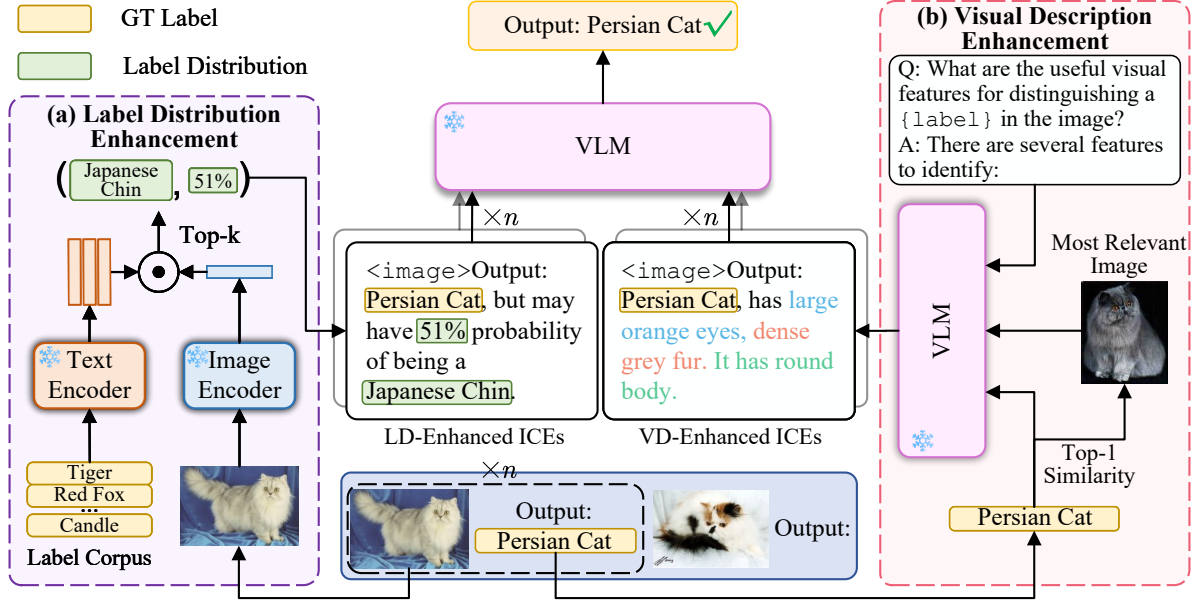 GT Label
Label Distribution
(a) Label Distribution
Enhancement
(Japanese
Chin, 51%)
Top-k
Text
Encoder
Image
Encoder
Tiger
Red Fox
...
Candle
Label Corpus
Output: Persian Cat
VLM
×n
×n
<image>Output:
Persian Cat, but may
have 51% probability
of being a
Japanese Chin.
LD-Enhanced ICEs
<image>Output:
Persian Cat, has large
orange eyes, dense
grey fur. It has round
body.
VD-Enhanced ICEs
×n
Output:
Persian Cat
Output:
(b) Visual Description
Enhancement
Q: What are the useful visual
features for distinguishing a
{label} in the image?
A: There are several features
to identify:
VLM
Most Relevant
Image
Top-1
Similarity
Persian Cat